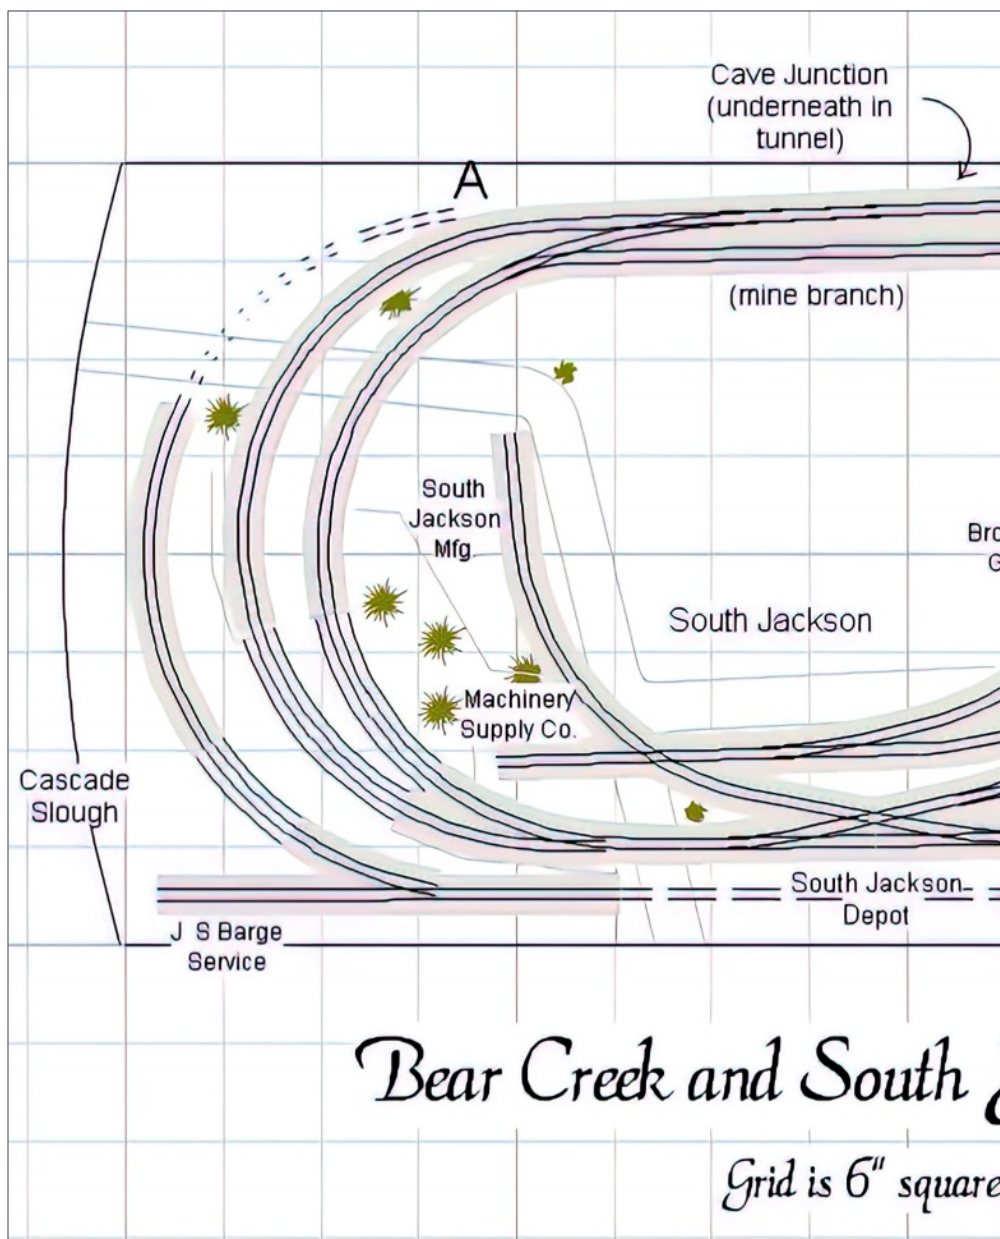 Cave Junction
(underneath in
tunnel)
A
(mine branch)
South
Jackson
Mfg.
South Jackson
Machinery
Supply Co.
Cascade
Slough
South Jackson
Depot
J S Barge
Service
Bear Creek and South
Grid is 6" square